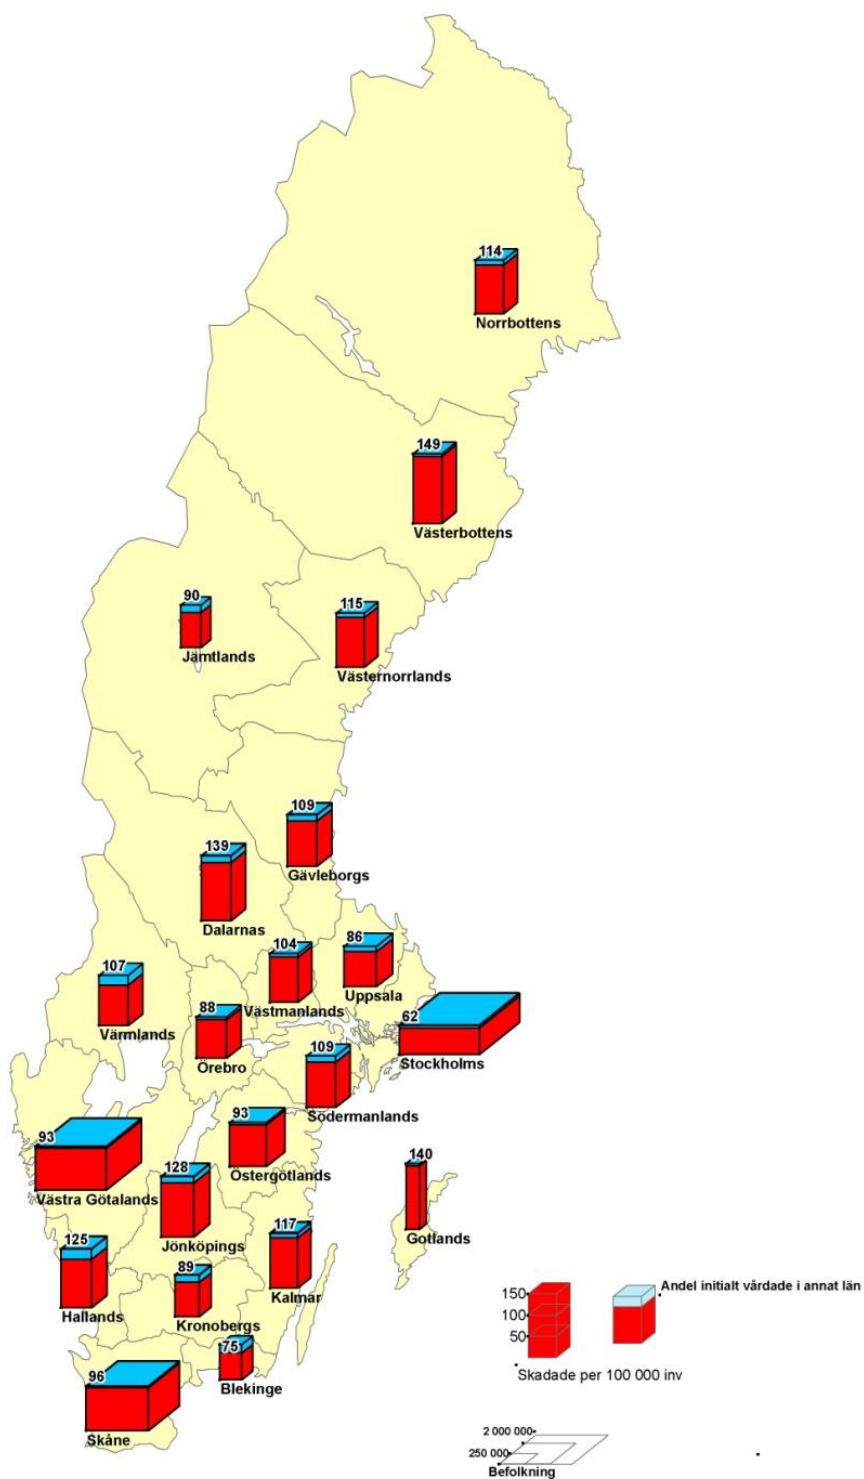 114
Norrbottens
149
Västerbottens
90
Jämtlands
115
Västernorrlands
109
Gävleborgs
139
Dalarnas
104
Västmanlands
86
Uppsala
107
Värmlands
88
Örebro
62
Stockholms
109
Södermanlands
93
Västra Götalands
93
Östergötlands
140
Gotlands
128
Jönköpings
125
Hallands
117
Kalmar
89
Kronobergs
75
Blekinge
96
Skåne
150
100
50
Skadade per 100 000 inv
Andel initialt vårdade i annat län
2 000 000
250 000
Befolkning